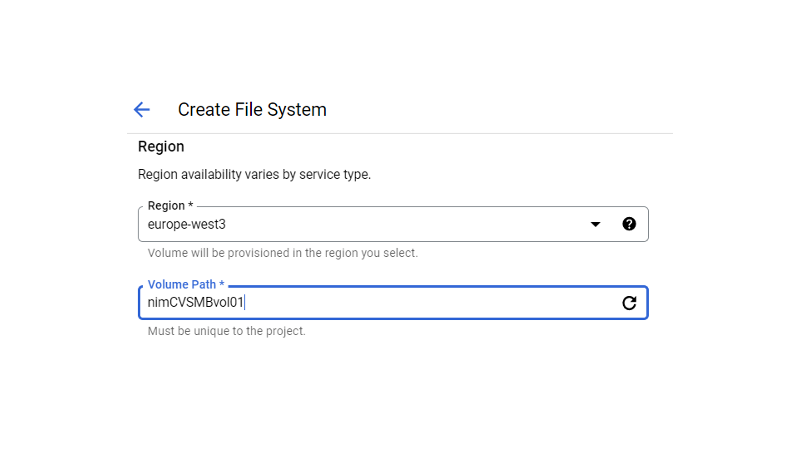 Create File System
Region
Region availability varies by service type.
Region *
europe-west3
Volume will be provisioned in the region you select.
Volume Path *
nimCVSMBvol01
Must be unique to the project.